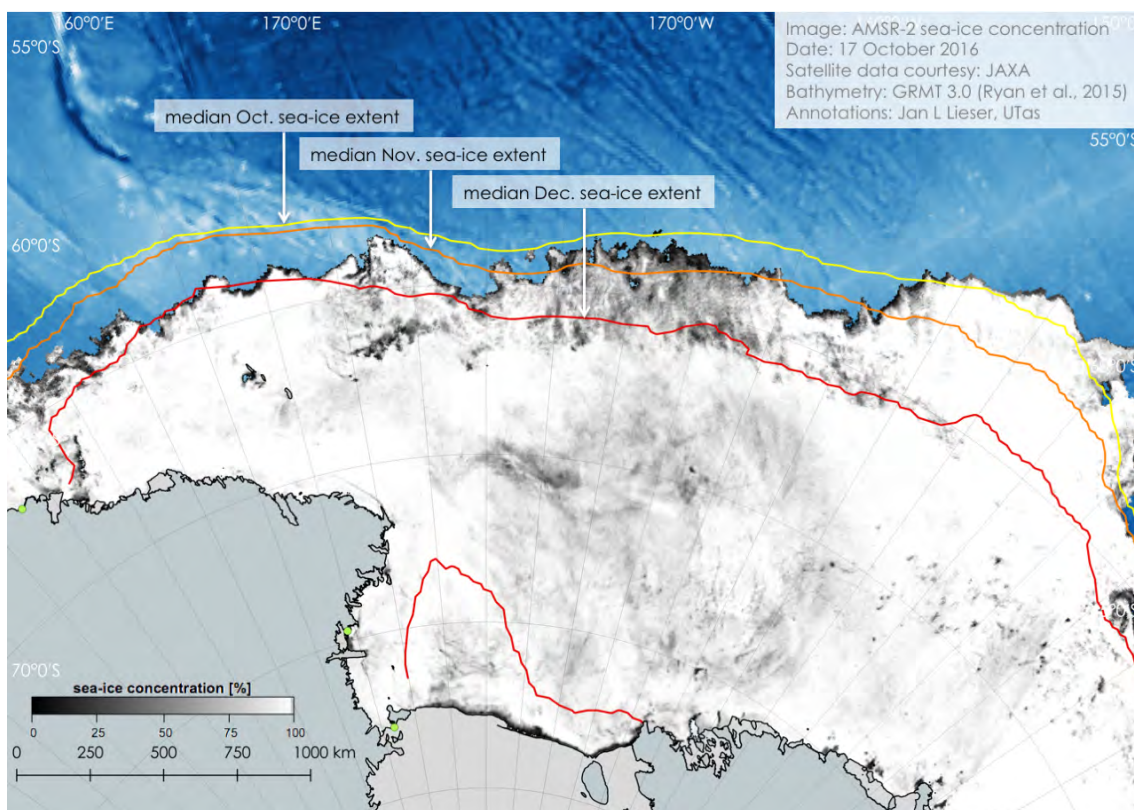 160°0'E
170°0'E
170°0'W
55°0'S
Image: AMSR-2 sea-ice concentration
Date: 17 October 2016
Satellite data courtesy: JAXA
Bathymetry: GRMT 3.0 (Ryan et al., 2015)
Annotations: Jan L Lieser, UTas
55°0'S
median Oct. sea-ice extent
median Nov. sea-ice extent
median Dec. sea-ice extent
60°0'S
70°0'S
sea-ice concentration [%]
0 25 50 75 100
0 250 500 750 1000 km